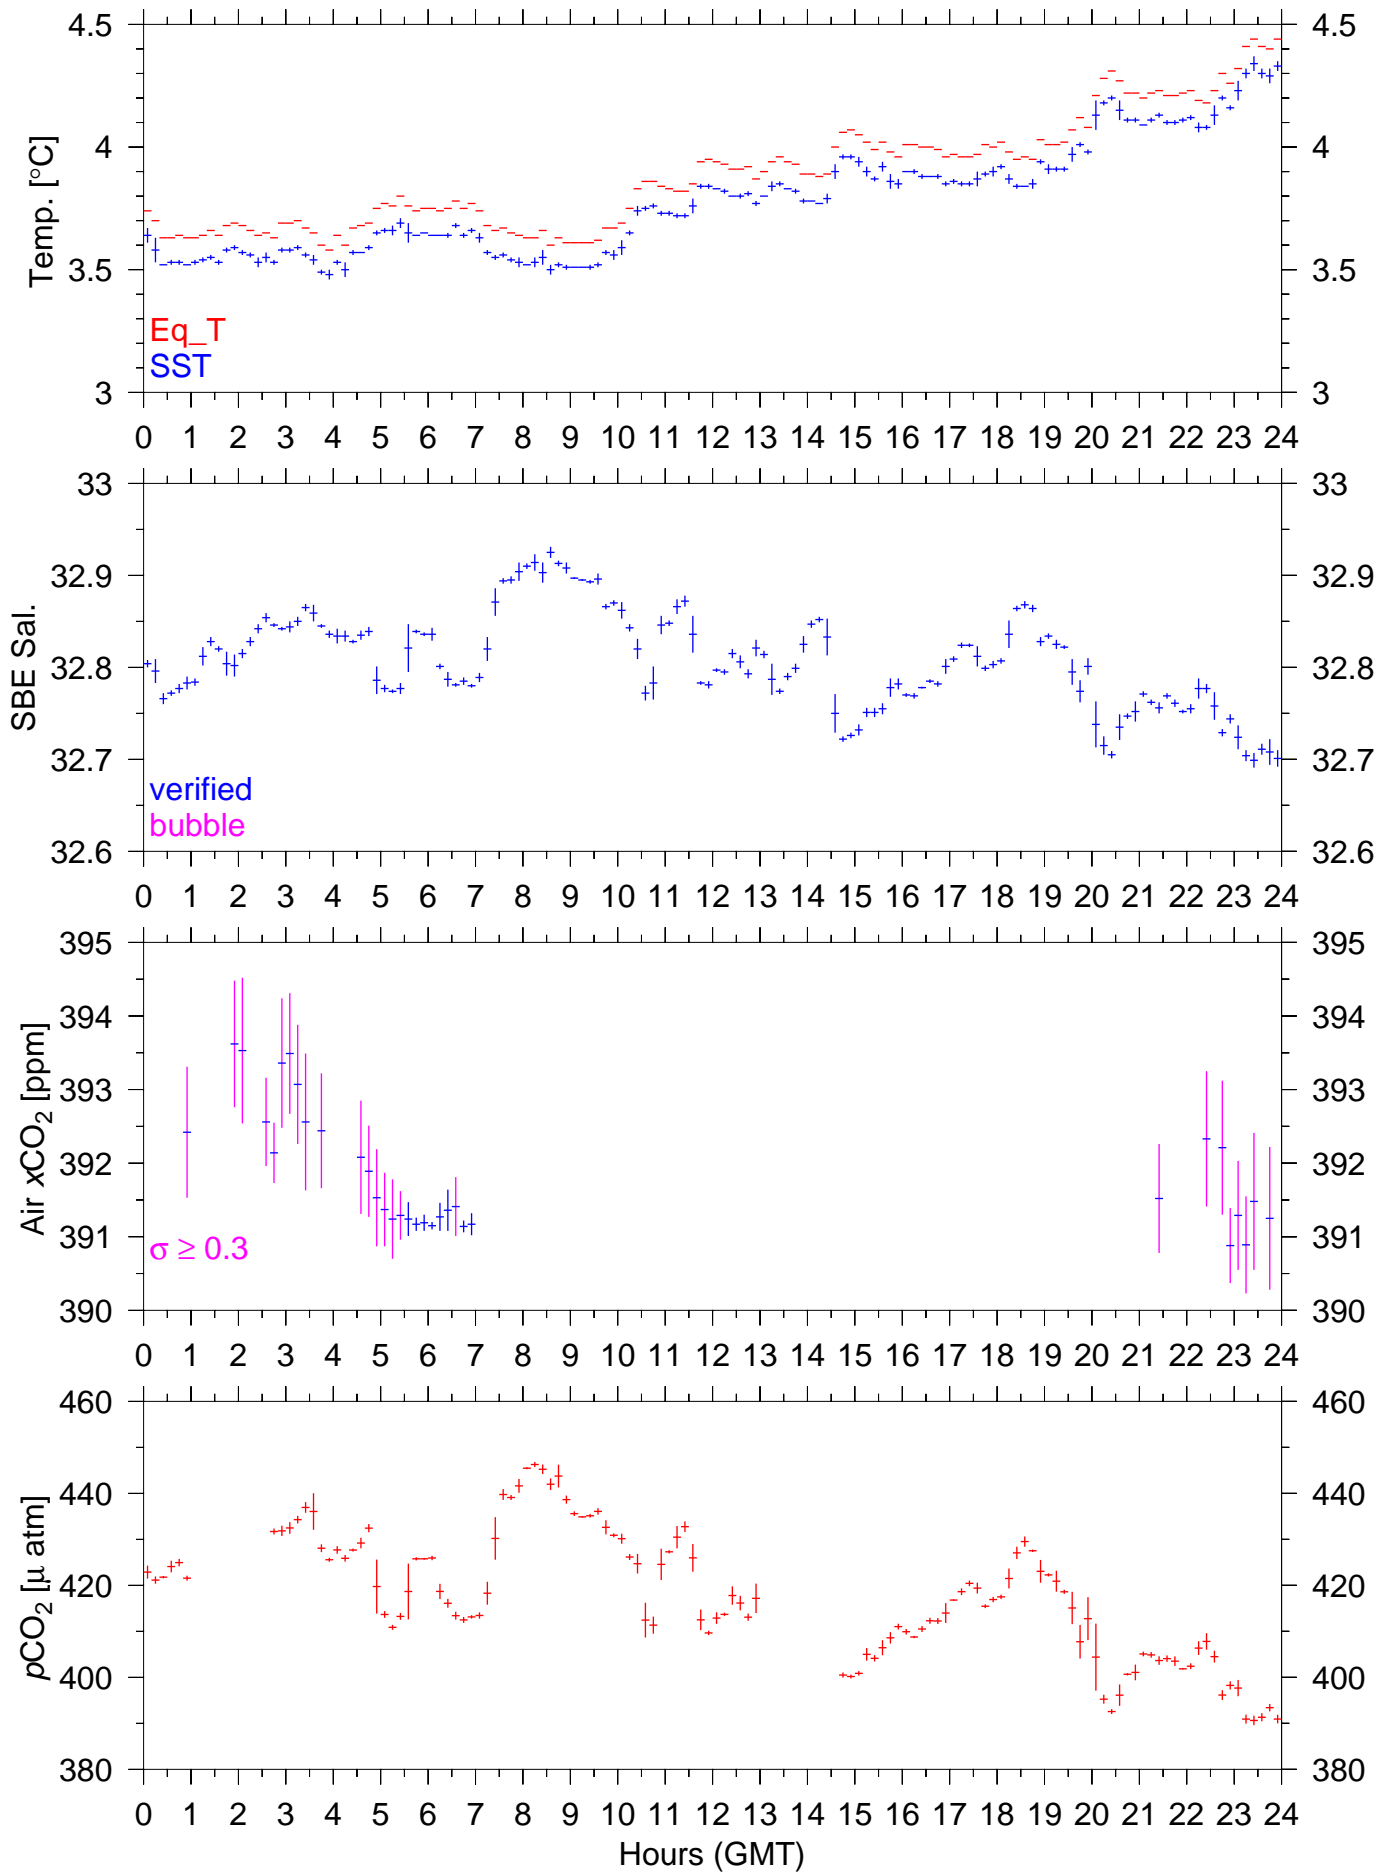 4.5 4.5
4 4
3.5 3.5
3 3
Temp. [°C]
Eq_T
SST
0 1 2 3 4 5 6 7 8 9 10 11 12 13 14 15 16 17 18 19 20 21 22 23 24
33 33
32.9 32.9
32.8 32.8
32.7 32.7
32.6 32.6
SBE Sal.
verified
bubble
0 1 2 3 4 5 6 7 8 9 10 11 12 13 14 15 16 17 18 19 20 21 22 23 24
395 395
394 394
393 393
392 392
391 391
390 390
Air xCO₂ [ppm]
σ ≥ 0.3
0 1 2 3 4 5 6 7 8 9 10 11 12 13 14 15 16 17 18 19 20 21 22 23 24
460 460
440 440
420 420
400 400
380 380
pCO₂ [μ atm]
0 1 2 3 4 5 6 7 8 9 10 11 12 13 14 15 16 17 18 19 20 21 22 23 24
Hours (GMT)